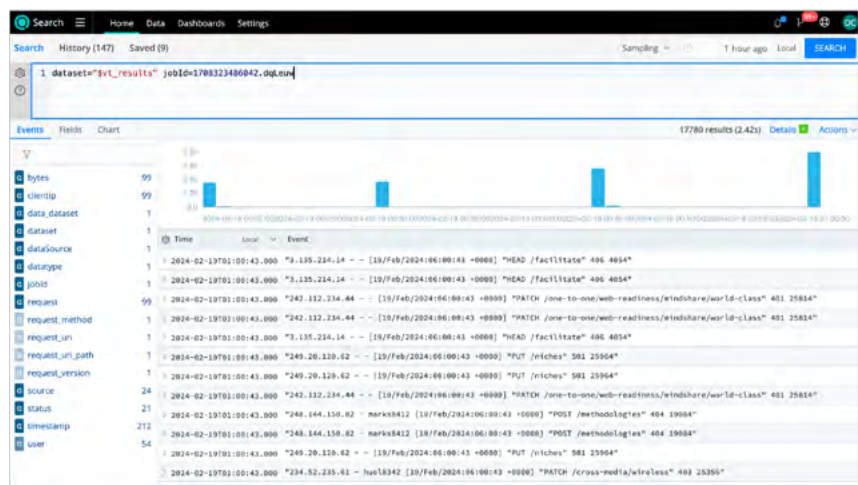 Search Home Data Dashboards Settings OC
Search History (147) Saved (9) Sampling 1 hour ago Local SEARCH
1 dataset="$vt_results" jobId=1708323486042.dqLeuw
Events Fields Chart 17780 results (2.42s) Details Actions
bytes 99
clientip 99
data_dataset 1
dataset 1
dataSource 1
datatype 1
jobId 1
request 99
request_method 1
request_uri 1
request_uri_path 1
request_version 1
source 24
status 21
timestamp 212
user 54
Time Local Event
2024-02-19T01:00:43.000 "3.135.214.14 - - [19/Feb/2024:06:00:43 +0000] "HEAD /facilitate" 406 4054"
2024-02-19T01:00:43.000 "3.135.214.14 - - [19/Feb/2024:06:00:43 +0000] "HEAD /facilitate" 406 4054"
2024-02-19T01:00:43.000 "242.112.234.44 - - [19/Feb/2024:06:00:43 +0000] "PATCH /one-to-one/web-readiness/mindshare/world-class" 401 25814"
2024-02-19T01:00:43.000 "242.112.234.44 - - [19/Feb/2024:06:00:43 +0000] "PATCH /one-to-one/web-readiness/mindshare/world-class" 401 25814"
2024-02-19T01:00:43.000 "3.135.214.14 - - [19/Feb/2024:06:00:43 +0000] "HEAD /facilitate" 406 4054"
2024-02-19T01:00:43.000 "249.20.120.62 - - [19/Feb/2024:06:00:43 +0000] "PUT /niches" 501 25964"
2024-02-19T01:00:43.000 "249.20.120.62 - - [19/Feb/2024:06:00:43 +0000] "PUT /niches" 501 25964"
2024-02-19T01:00:43.000 "242.112.234.44 - - [19/Feb/2024:06:00:43 +0000] "PATCH /one-to-one/web-readiness/mindshare/world-class" 401 25814"
2024-02-19T01:00:43.000 "248.144.150.82 - marks8412 [19/Feb/2024:06:00:43 +0000] "POST /methodologies" 404 19084"
2024-02-19T01:00:43.000 "248.144.150.82 - marks8412 [19/Feb/2024:06:00:43 +0000] "POST /methodologies" 404 19084"
2024-02-19T01:00:43.000 "249.20.120.62 - - [19/Feb/2024:06:00:43 +0000] "PUT /niches" 501 25964"
2024-02-19T01:00:43.000 "234.52.235.61 - huel8342 [19/Feb/2024:06:00:43 +0000] "PATCH /cross-media/wireless" 403 25355"